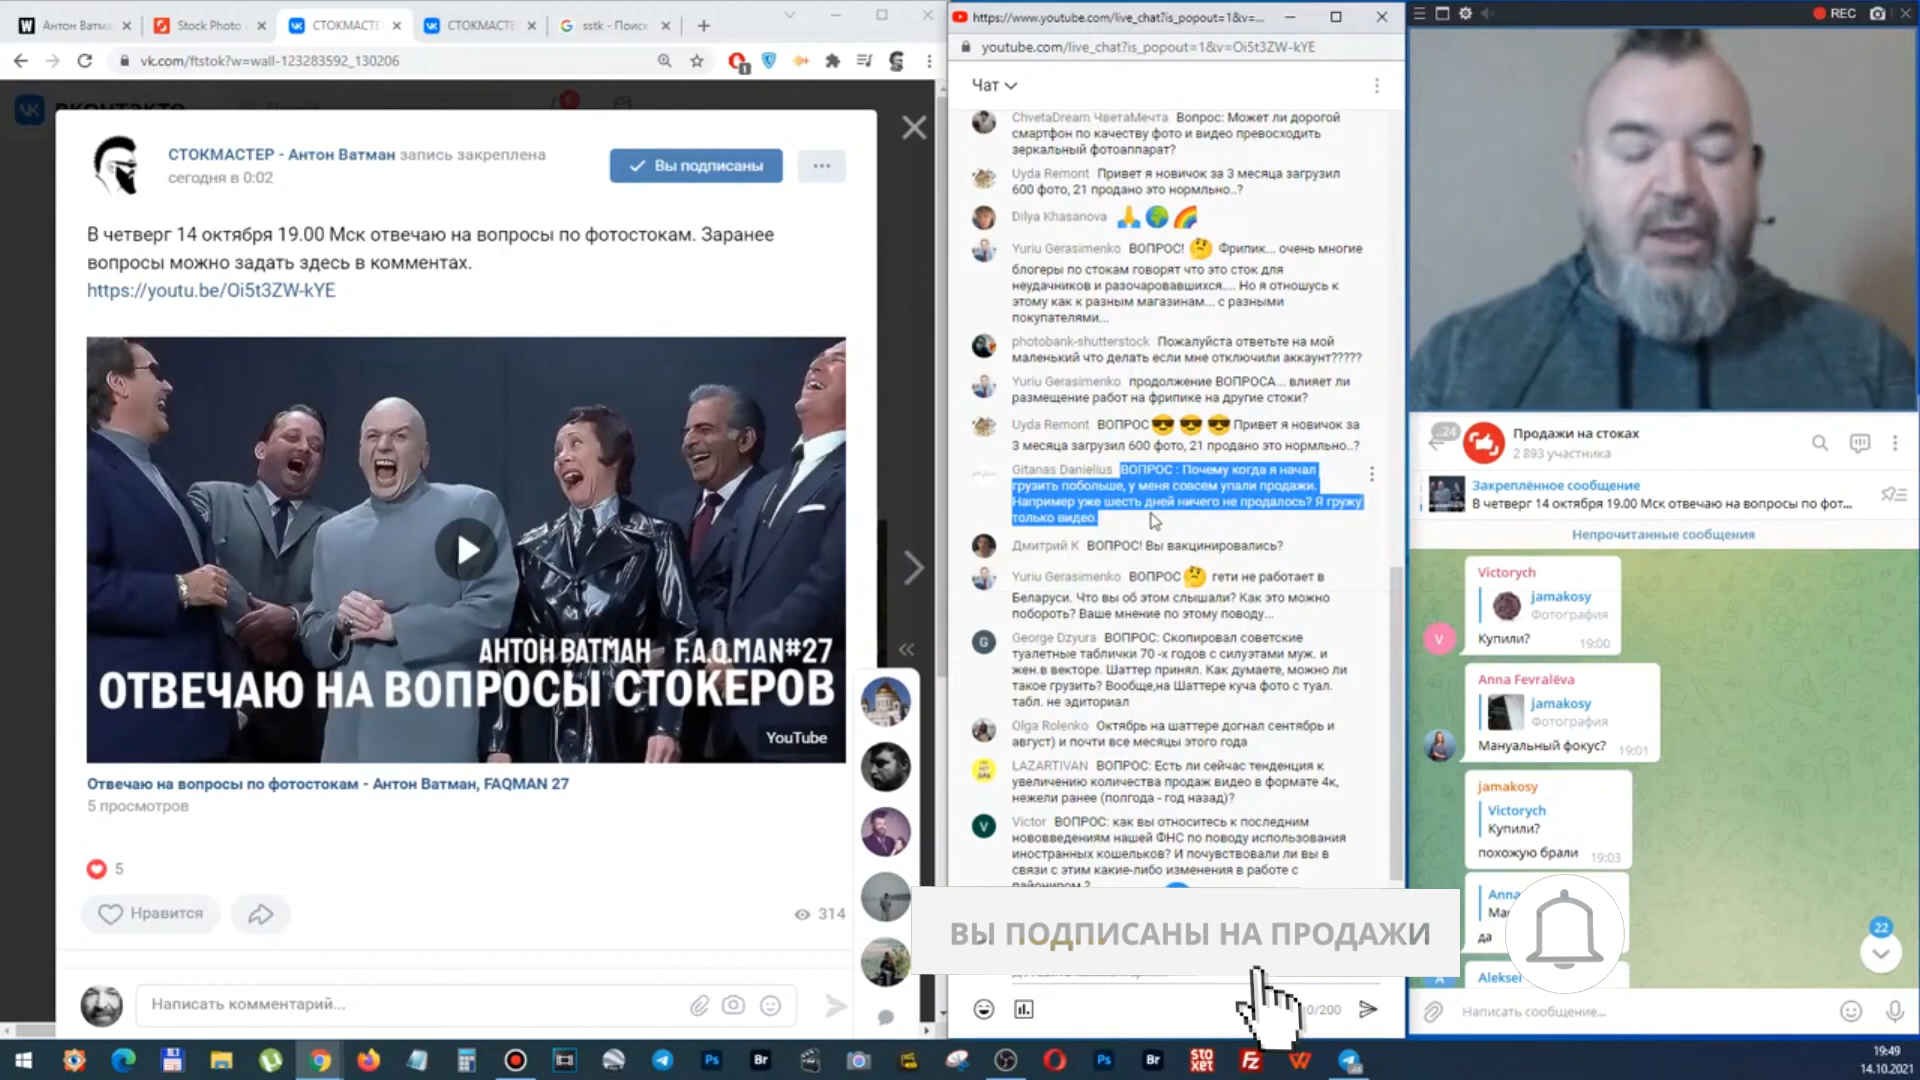 Антон Ватма
Stock Photo
СТОКМАСТЕ
СТОКМАСТЕ
sstk - Поиск
vk.com/ftstok?w=wall-123283592_130206
СТОКМАСТЕР - Антон Ватман запись закреплена
сегодня в 0:02
Вы подписаны
В четверг 14 октября 19.00 Мск отвечаю на вопросы по фотостокам. Заранее
вопросы можно задать здесь в комментах.
https://youtu.be/Oi5t3ZW-kYE
АНТОН ВАТМАН F.A.Q.MAN#27
ОТВЕЧАЮ НА ВОПРОСЫ СТОКЕРОВ
YouTube
Отвечаю на вопросы по фотостокам - Антон Ватман, FAQMAN 27
5 просмотров
5
Нравится
314
Написать комментарий...
https://www.youtube.com/live_chat?is_popout=1&v=...
youtube.com/live_chat?is_popout=1&v=Oi5t3ZW-kYE
Чат
ChvetaDream ЧветаМечта Вопрос: Может ли дорогой
смартфон по качеству фото и видео превосходить
зеркальный фотоаппарат?
Uyda Remont Привет я новичок за 3 месяца загрузил
600 фото, 21 продано это нормльно..?
Dilya Khasanova 🙏🌍🌈
Yuriu Gerasimenko ВОПРОС! 🤔 Фрипик... очень многие
блогеры по стокам говорят что это сток для
неудачников и разочаровавшихся.... Но я отношусь к
этому как к разным магазинам... с разными
покупателями...
photobank-shutterstock Пожалуйста ответьте на мой
маленький что делать если мне отключили аккаунт?????
Yuriu Gerasimenko продолжение ВОПРОСА... влияет ли
размещение работ на фрипике на другие стоки?
Uyda Remont ВОПРОС😎😎😎Привет я новичок за
3 месяца загрузил 600 фото, 21 продано это нормльно..?
Gitanas Danielius ВОПРОС : Почему когда я начал
грузить побольше, у меня совсем упали продажи.
Например уже шесть дней ничего не продалось? Я гружу
только видео.
Дмитрий К ВОПРОС! Вы вакцинировались?
Yuriu Gerasimenko ВОПРОС🤔 гети не работает в
Беларуси. Что вы об этом слышали? Как это можно
побороть? Ваше мнение по этому поводу...
G
George Dzyura ВОПРОС: Скопировал советские
туалетные таблички 70 -х годов с силуэтами муж. и
жен.в векторе. Шаттер принял. Как думаете, можно ли
такое грузить? Вообще,на Шаттере куча фото с туал.
табл. не эдиториал
Olga Rolenko Октябрь на шаттере догнал сентябрь и
август) и почти все месяцы этого года
LAZARTIVAN ВОПРОС: Есть ли сейчас тенденция к
увеличению количества продаж видео в формате 4к,
нежели ранее (полгода - год назад)?
V
Victor ВОПРОС: как вы относитесь к последним
нововведениям нашей ФНС по поводу использования
иностранных кошельков? И почувствовали ли вы в
связи с этим какие-либо изменения в работе с
пайониром ?
ВЫ ПОДПИСАНЫ НА ПРОДАЖИ
0/200
REC
..24
Продажи на стоках
2 893 участника
Закреплённое сообщение
В четверг 14 октября 19.00 Мск отвечаю на вопросы по фот...
Непрочитанные сообщения
Victorych
jamakosy
Фотография
Купили? 19:00
V
Anna Fevralëva
jamakosy
Фотография
Мануальный фокус? 19:01
jamakosy
Victorych
Купили?
похожую брали 19:03
Anna
да
22
Aleksei
Написать сообщение...
Ps
Br
Ps
Br
STO
XET
FZ
19:49
14.10.2021